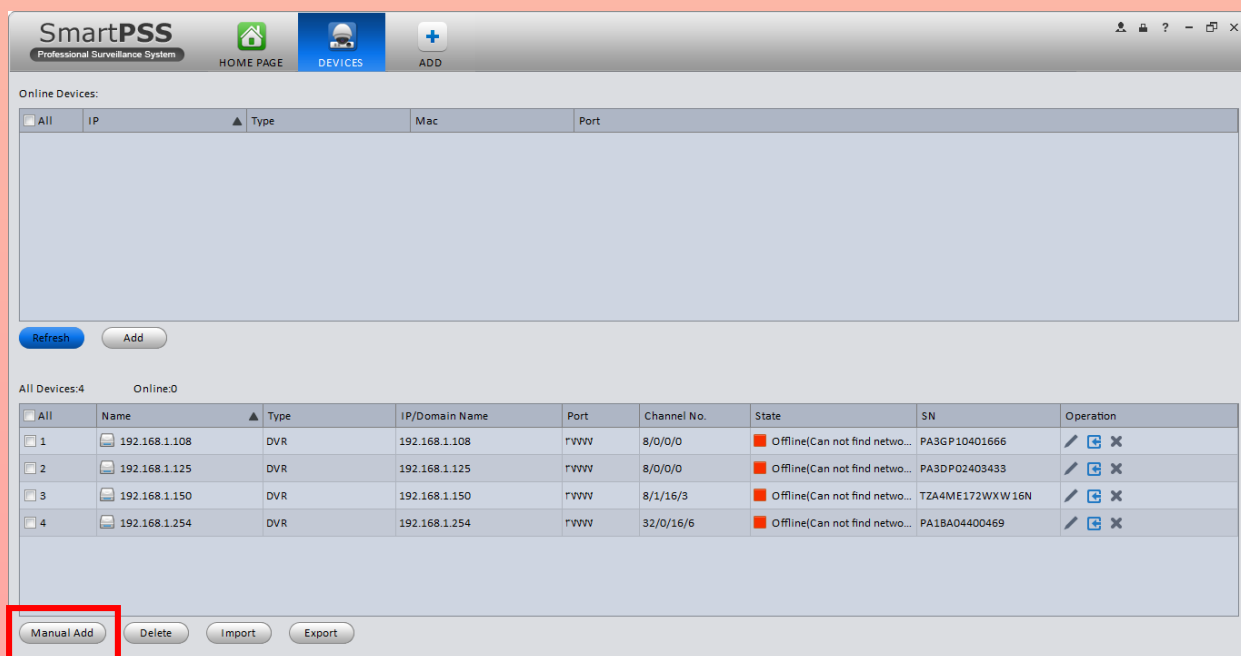 SmartPSS
Professional Surveillance System
HOME PAGE
DEVICES
ADD
Online Devices:
All IP Type Mac Port
Refresh Add
All Devices:4 Online:0
All Name Type IP/Domain Name Port Channel No. State SN Operation
1 192.168.1.108 DVR 192.168.1.108 ٣٧٧٧٧ 8/0/0/0 Offline(Can not find netwo... PA3GP10401666
2 192.168.1.125 DVR 192.168.1.125 ٣٧٧٧٧ 8/0/0/0 Offline(Can not find netwo... PA3DP02403433
3 192.168.1.150 DVR 192.168.1.150 ٣٧٧٧٧ 8/1/16/3 Offline(Can not find netwo... TZA4ME172WXW16N
4 192.168.1.254 DVR 192.168.1.254 ٣٧٧٧٧ 32/0/16/6 Offline(Can not find netwo... PA1BA04400469
Manual Add Delete Import Export